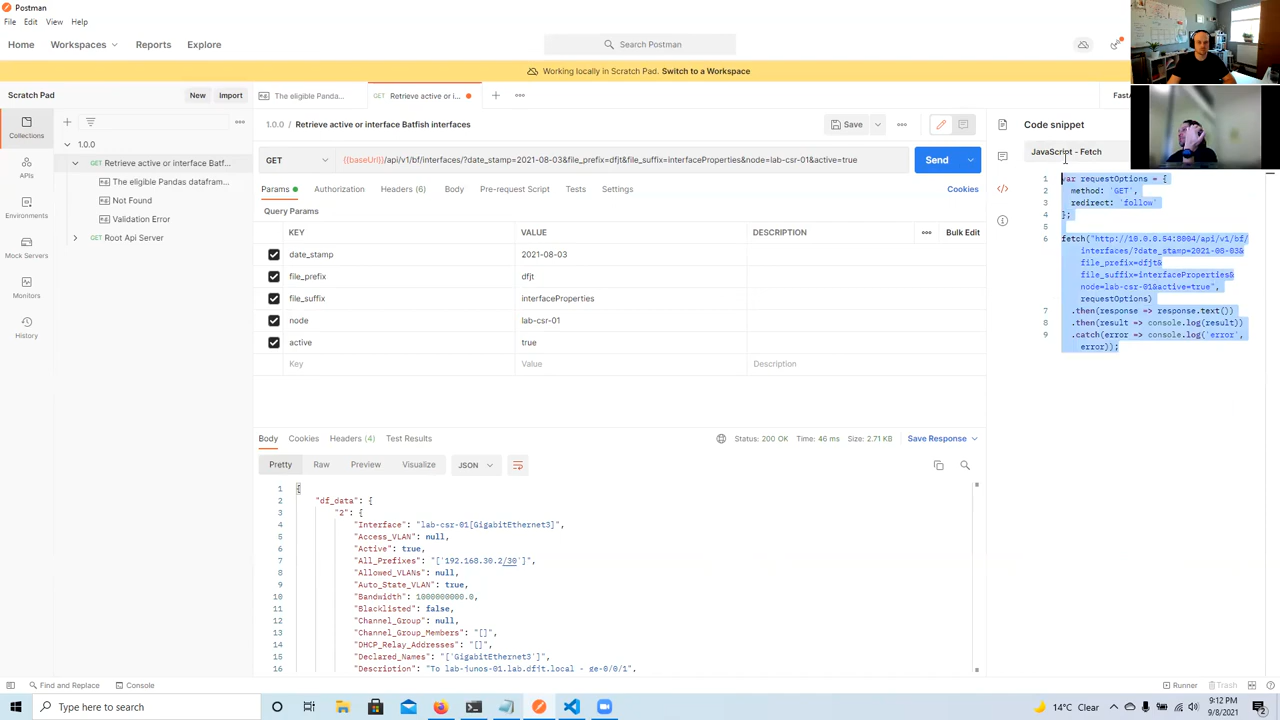 Postman
File Edit View Help
Home Workspaces Reports Explore
Search Postman
Working locally in Scratch Pad. Switch to a Workspace
Scratch Pad New Import
The eligible Panda...
GET Retrieve active or i...
FastA
Collections
APIs
Environments
Mock Servers
Monitors
History
1.0.0
GET Retrieve active or interface Batf...
The eligible Pandas datafram...
Not Found
Validation Error
GET Root Api Server
1.0.0 / Retrieve active or interface Batfish interfaces
Save
GET {{baseUrl}}/api/v1/bf/interfaces/?date_stamp=2021-08-03&file_prefix=dfjt&file_suffix=interfaceProperties&node=lab-csr-01&active=true
Send
Params Authorization Headers (6) Body Pre-request Script Tests Settings Cookies
Query Params
KEY VALUE DESCRIPTION Bulk Edit
date_stamp 2021-08-03
file_prefix dfjt
file_suffix interfaceProperties
node lab-csr-01
active true
Key Value Description
Body Cookies Headers (4) Test Results
Status: 200 OK Time: 46 ms Size: 2.71 KB Save Response
Pretty Raw Preview Visualize JSON
1 {
2 "df_data": {
3 "2": {
4 "Interface": "lab-csr-01[GigabitEthernet3]",
5 "Access_VLAN": null,
6 "Active": true,
7 "All_Prefixes": "['192.168.30.2/30']",
8 "Allowed_VLANs": null,
9 "Auto_State_VLAN": true,
10 "Bandwidth": 1000000000.0,
11 "Blacklisted": false,
12 "Channel_Group": null,
13 "Channel_Group_Members": "[]",
14 "DHCP_Relay_Addresses": "[]",
15 "Declared_Names": "['GigabitEthernet3']",
16 "Description": "To lab-junos-01.lab.dfjt.local - ge-0/0/1",
Code snippet
JavaScript - Fetch
1 var requestOptions = {
2 method: 'GET',
3 redirect: 'follow'
4 };
5
6 fetch("http://10.0.0.54:8004/api/v1/bf/
interfaces/?date_stamp=2021-08-03&
file_prefix=dfjt&
file_suffix=interfaceProperties&
node=lab-csr-01&active=true",
requestOptions)
7 .then(response => response.text())
8 .then(result => console.log(result))
9 .catch(error => console.log('error',
error));
Find and Replace Console
Runner Trash
Type here to search
14°C Clear
9:12 PM
9/8/2021
2